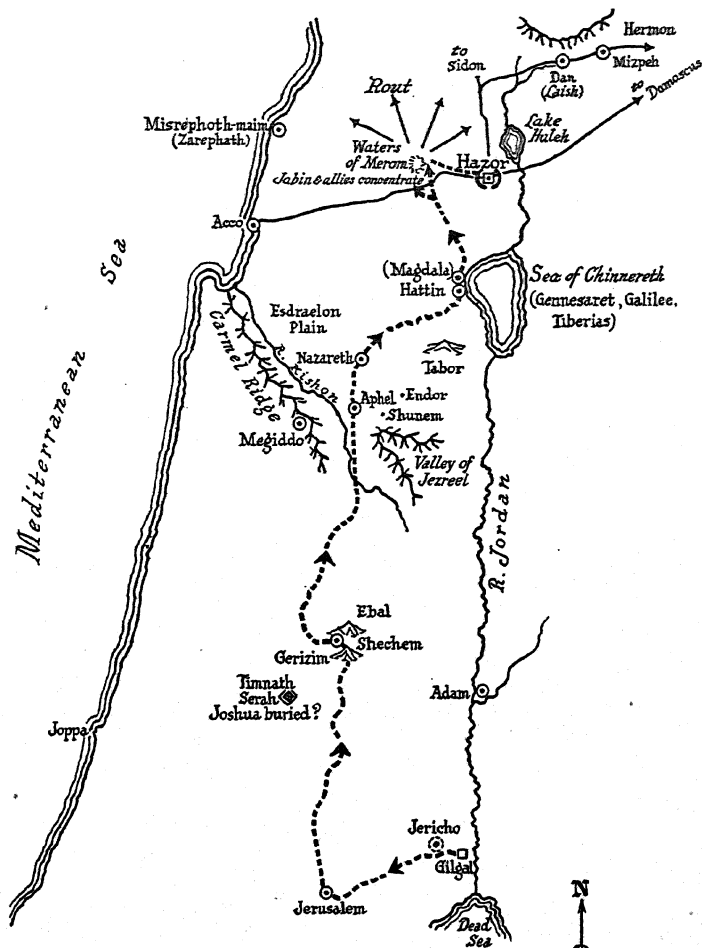 Hermon
to
Sidon
Mizpeh
Dan
(Laish)
to Damascus
Rout
Misrephoth-maim
(Zarephath)
Lake
Huleh
Waters
of Merom
Hazor
Jabin & allies concentrate
Acco
Mediterranean Sea
(Magdala)
Hattin
Sea of Chinnereth
(Gennesaret, Galilee,
Tiberias)
Esdraelon
Plain
Carmel Ridge
R. Kishon
Nazareth
Tabor
Aphel
Endor
Shunem
Megiddo
Valley of
Jezreel
R. Jordan
Ebal
Shechem
Gerizim
Timnath
Serah
Joshua buried?
Adam
Joppa
Jericho
Gilgal
Jerusalem
Dead
Sea
N